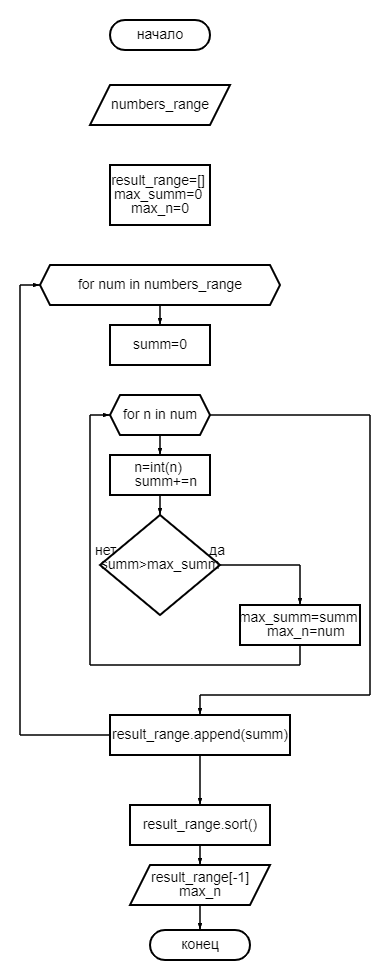 начало
numbers_range
result_range=[]
max_summ=0
max_n=0
for num in numbers_range
summ=0
for n in num
n=int(n)
summ+=n
нет
да
summ>max_summ
max_summ=summ
max_n=num
result_range.append(summ)
result_range.sort()
result_range[-1]
max_n
конец